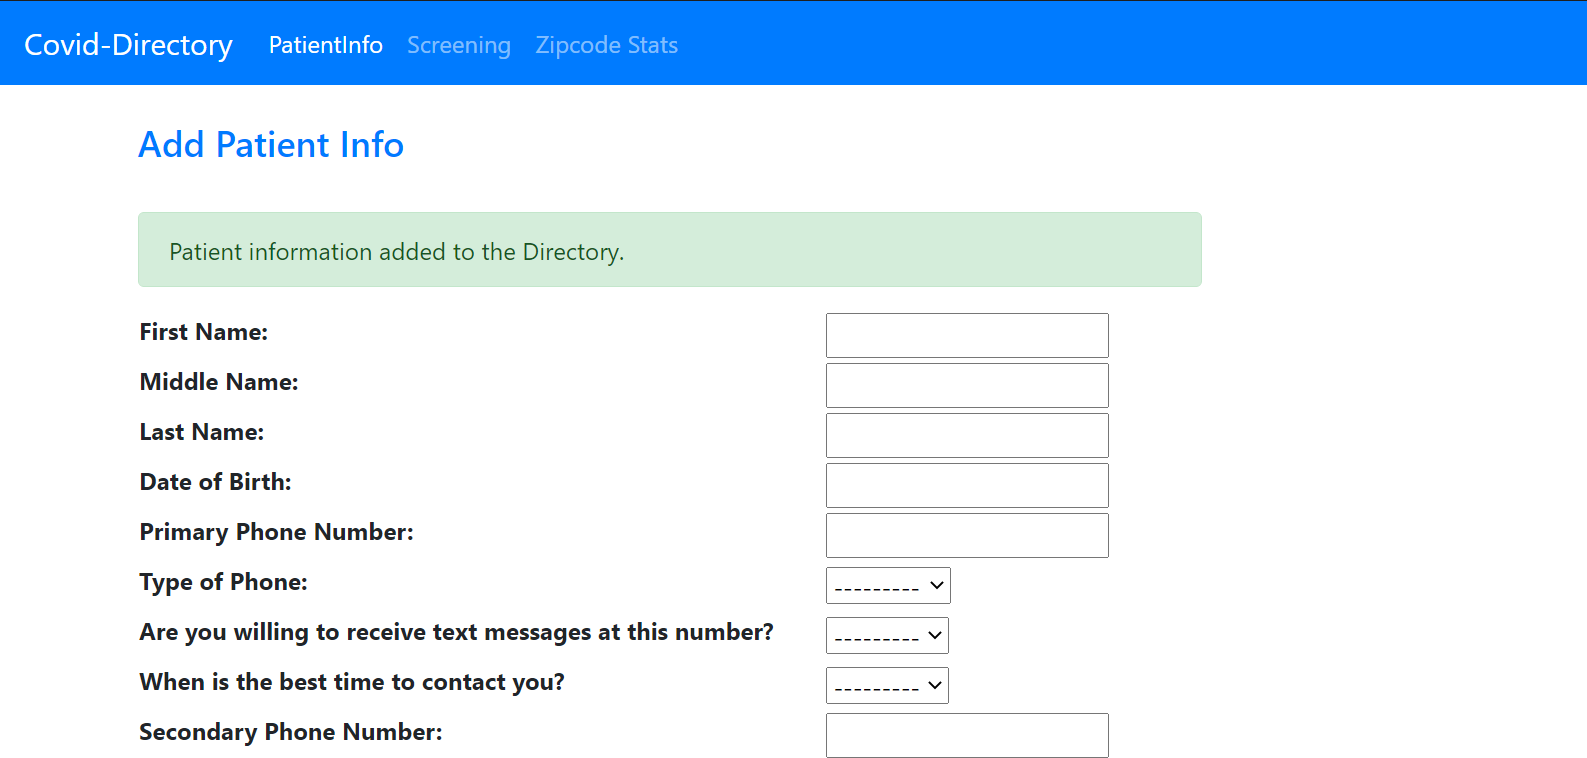 Covid-Directory PatientInfo Screening Zipcode Stats
Add Patient Info
Patient information added to the Directory.
First Name:
Middle Name:
Last Name:
Date of Birth:
Primary Phone Number:
Type of Phone: ---------
Are you willing to receive text messages at this number? ---------
When is the best time to contact you? ---------
Secondary Phone Number: